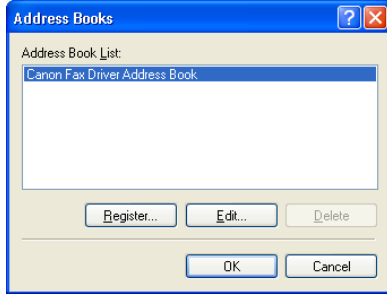 Address Books
Address Book List:
Canon Fax Driver Address Book
Register... Edit... Delete
OK Cancel